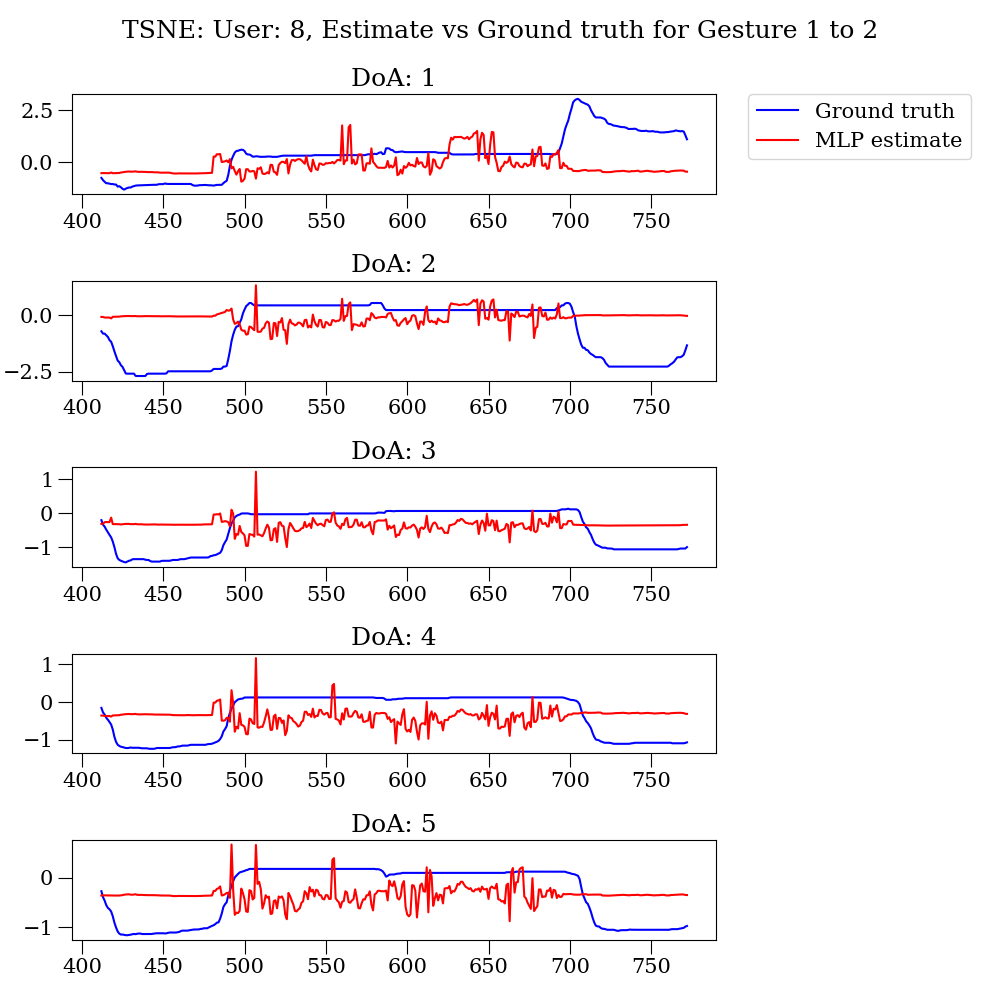 TSNE: User: 8, Estimate vs Ground truth for Gesture 1 to 2
DoA: 1
Ground truth
MLP estimate
2.5
0.0
400 450 500 550 600 650 700 750
DoA: 2
0.0
−2.5
400 450 500 550 600 650 700 750
DoA: 3
1
0
−1
400 450 500 550 600 650 700 750
DoA: 4
1
0
−1
400 450 500 550 600 650 700 750
DoA: 5
0
−1
400 450 500 550 600 650 700 750